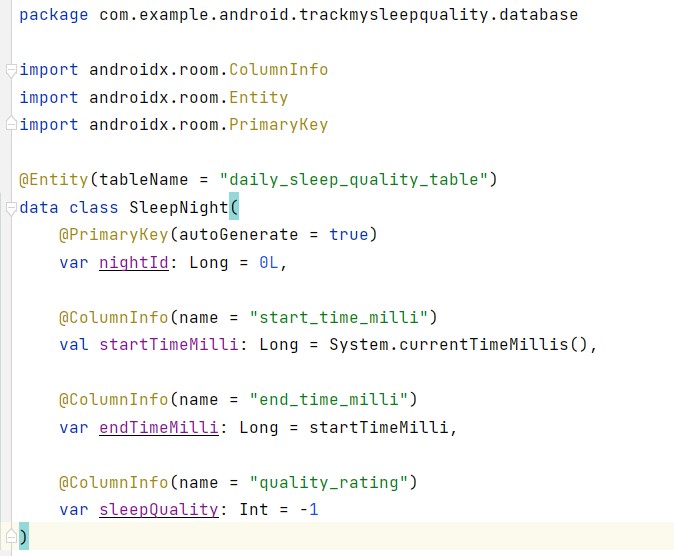 package com.example.android.trackmysleepquality.database
import androidx.room.ColumnInfo
import androidx.room.Entity
import androidx.room.PrimaryKey
@Entity(tableName = "daily_sleep_quality_table")
data class SleepNight(
    @PrimaryKey(autoGenerate = true)
    var nightId: Long = 0L,
    @ColumnInfo(name = "start_time_milli")
    val startTimeMilli: Long = System.currentTimeMillis(),
    @ColumnInfo(name = "end_time_milli")
    var endTimeMilli: Long = startTimeMilli,
    @ColumnInfo(name = "quality_rating")
    var sleepQuality: Int = -1
)